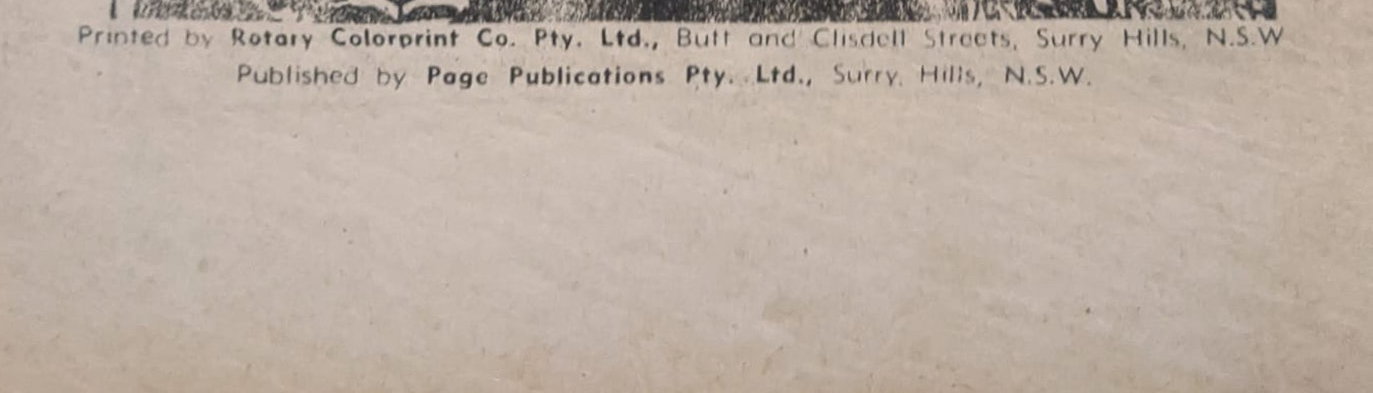 Printed by Rotary Colorprint Co. Pty. Ltd., Butt and Clisdell Streets, Surry Hills, N.S.W
Published by Page Publications Pty. Ltd., Surry. Hills, N.S.W.